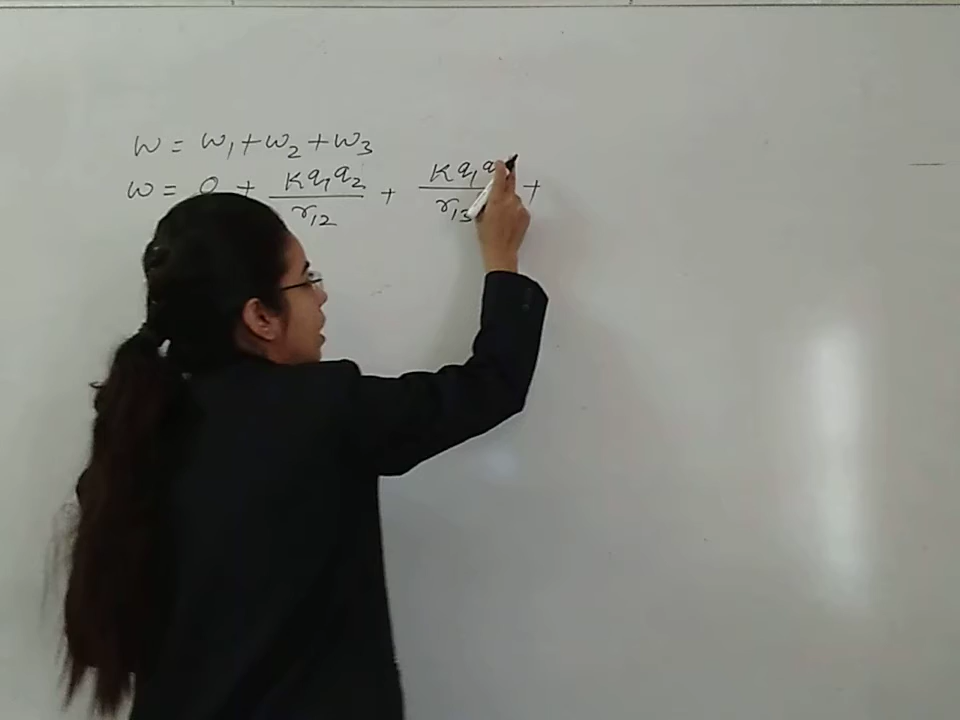 W = W₁ + W₂ + W₃
W = 0 + Kq₁q₂/r₁₂ + Kq₁q/r₁₃ +